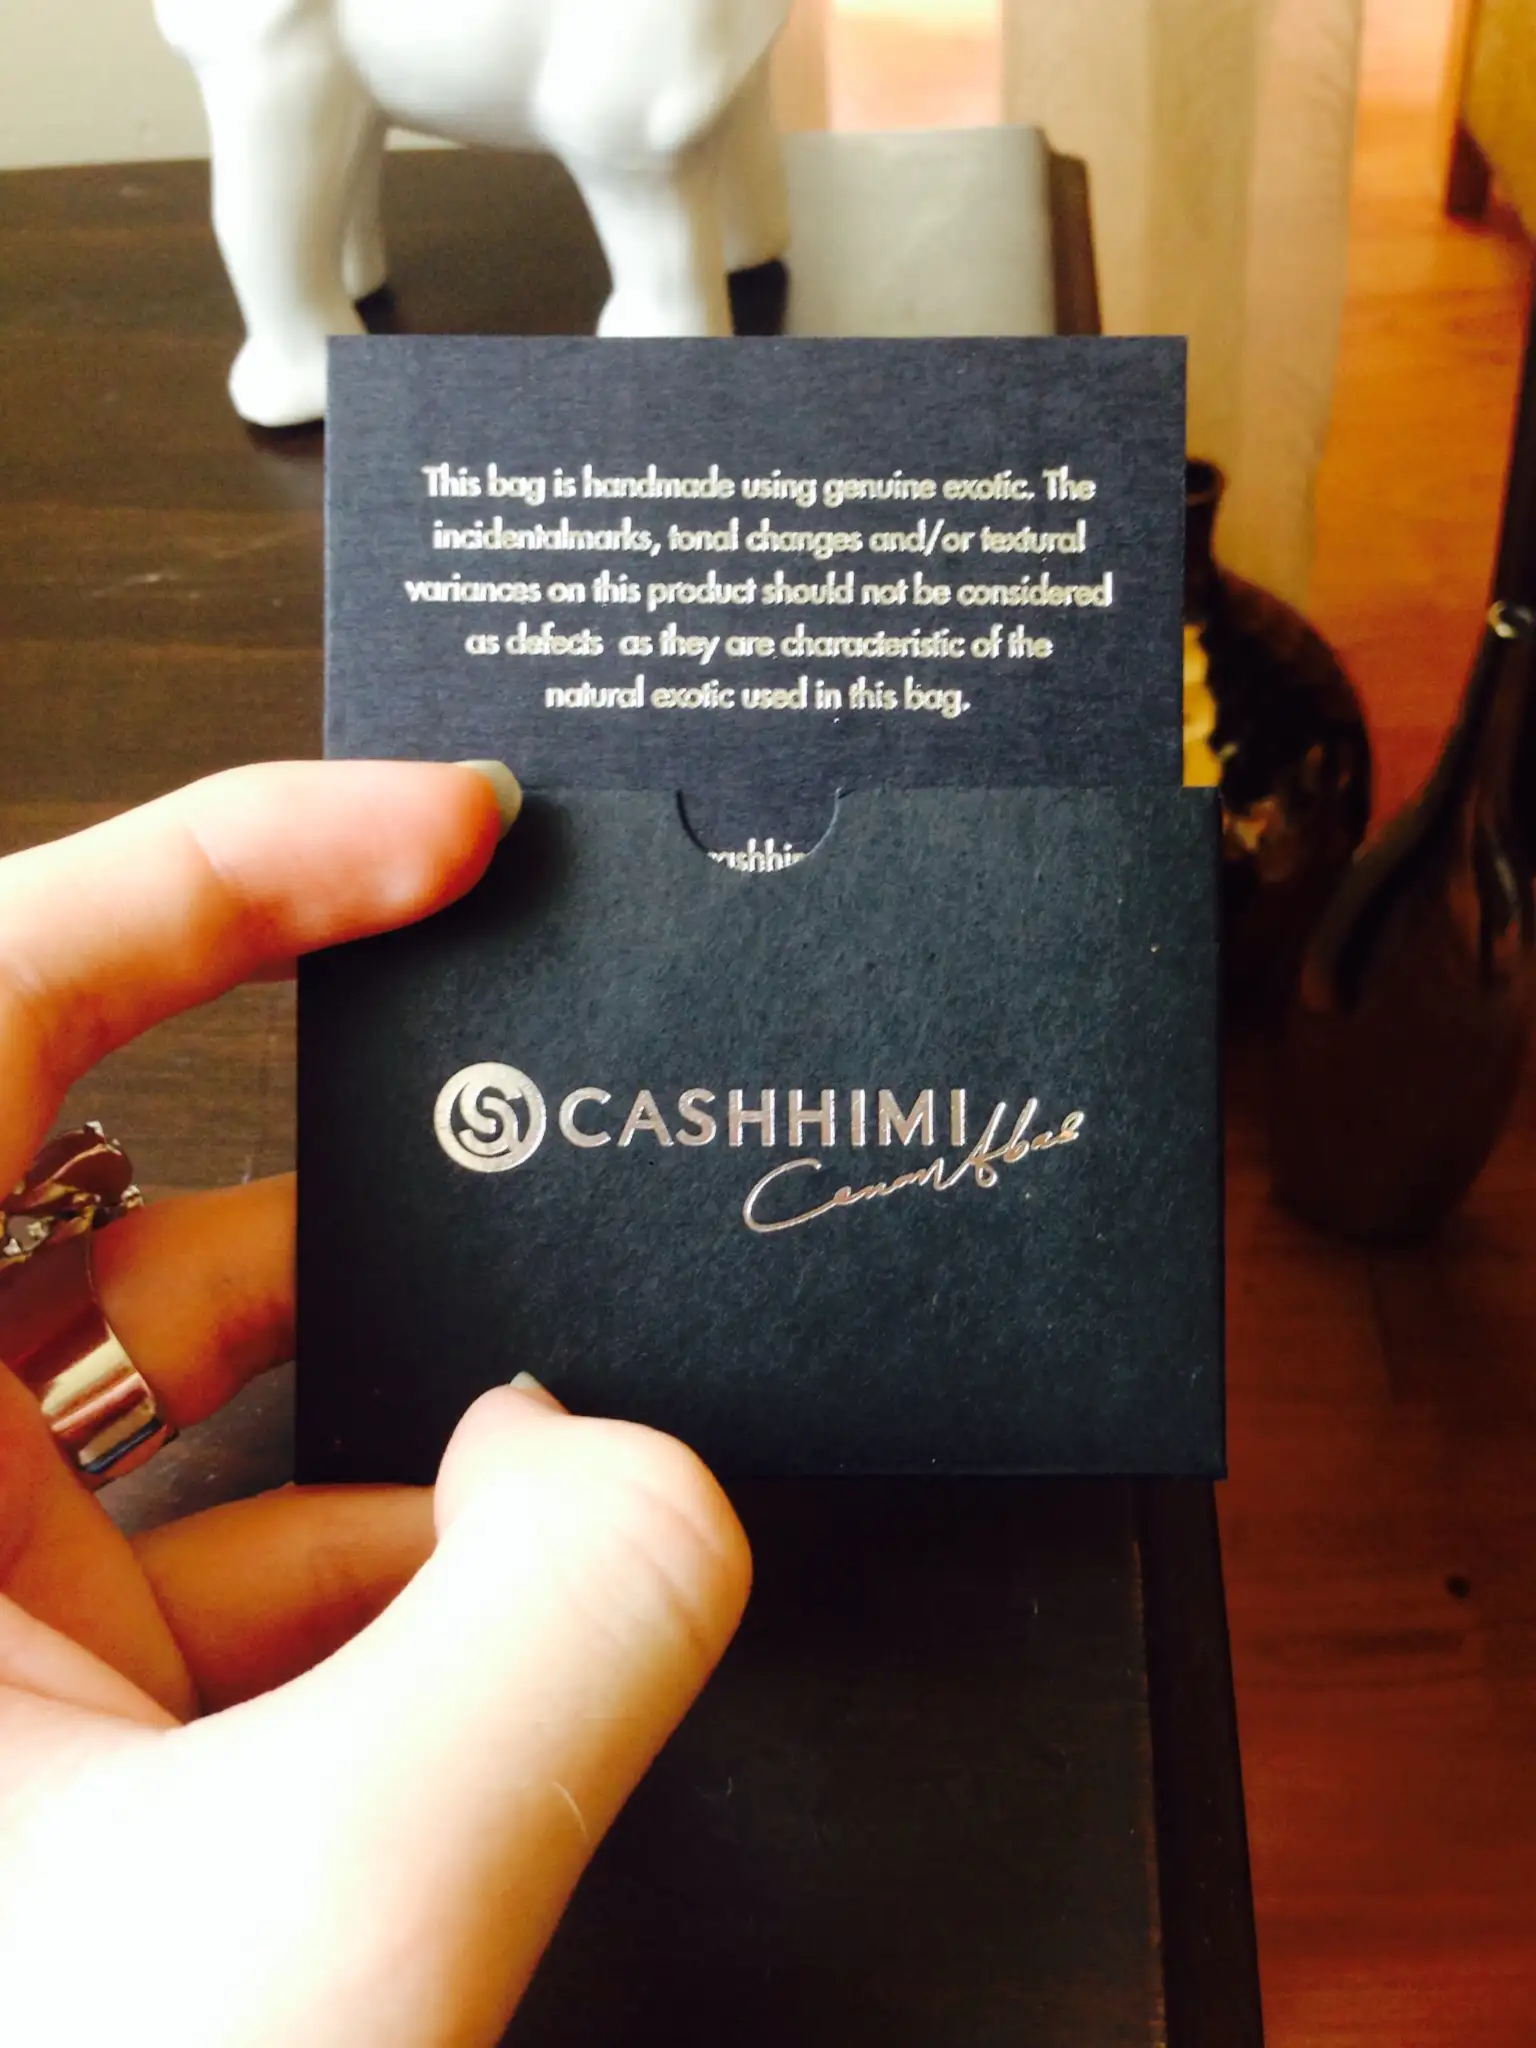 This bag is handmade using genuine exotic. The
incidentalmarks, tonal changes and/or textural
variances on this product should not be considered
as defects as they are characteristic of the
natural exotic used in this bag.
CASHHIMI